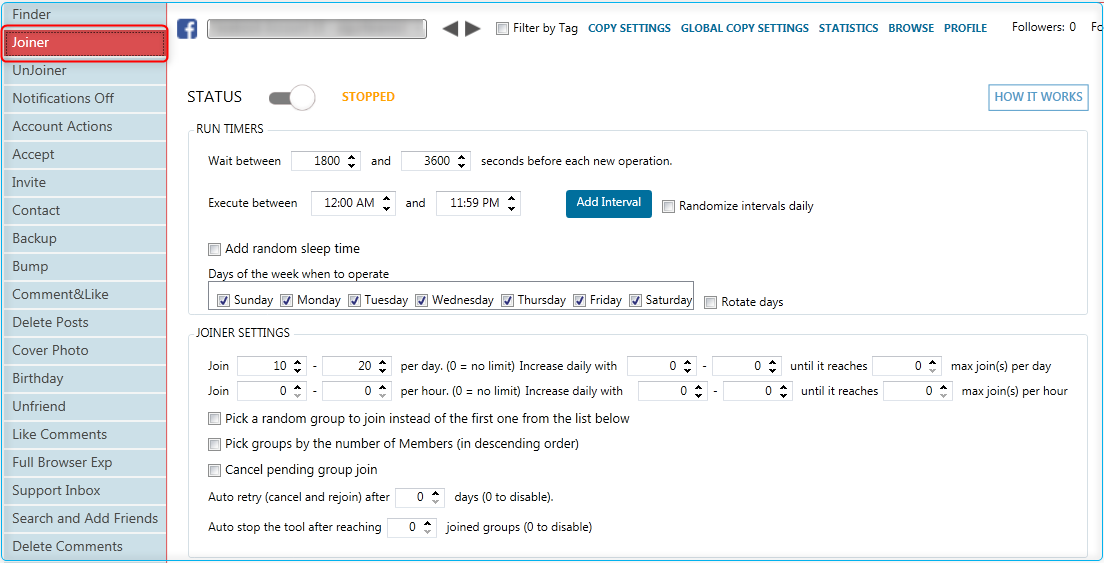 Finder
Joiner
UnJoiner
Notifications Off
Account Actions
Accept
Invite
Contact
Backup
Bump
Comment&Like
Delete Posts
Cover Photo
Birthday
Unfriend
Like Comments
Full Browser Exp
Support Inbox
Search and Add Friends
Delete Comments
Filter by Tag COPY SETTINGS GLOBAL COPY SETTINGS STATISTICS BROWSE PROFILE Followers: 0 Fo
STATUS STOPPED HOW IT WORKS
RUN TIMERS
Wait between 1800 and 3600 seconds before each new operation.
Execute between 12:00 AM and 11:59 PM Add Interval Randomize intervals daily
Add random sleep time
Days of the week when to operate
Sunday Monday Tuesday Wednesday Thursday Friday Saturday Rotate days
JOINER SETTINGS
Join 10 - 20 per day. (0 = no limit) Increase daily with 0 - 0 until it reaches 0 max join(s) per day
Join 0 - 0 per hour. (0 = no limit) Increase daily with 0 - 0 until it reaches 0 max join(s) per hour
Pick a random group to join instead of the first one from the list below
Pick groups by the number of Members (in descending order)
Cancel pending group join
Auto retry (cancel and rejoin) after 0 days (0 to disable).
Auto stop the tool after reaching 0 joined groups (0 to disable)